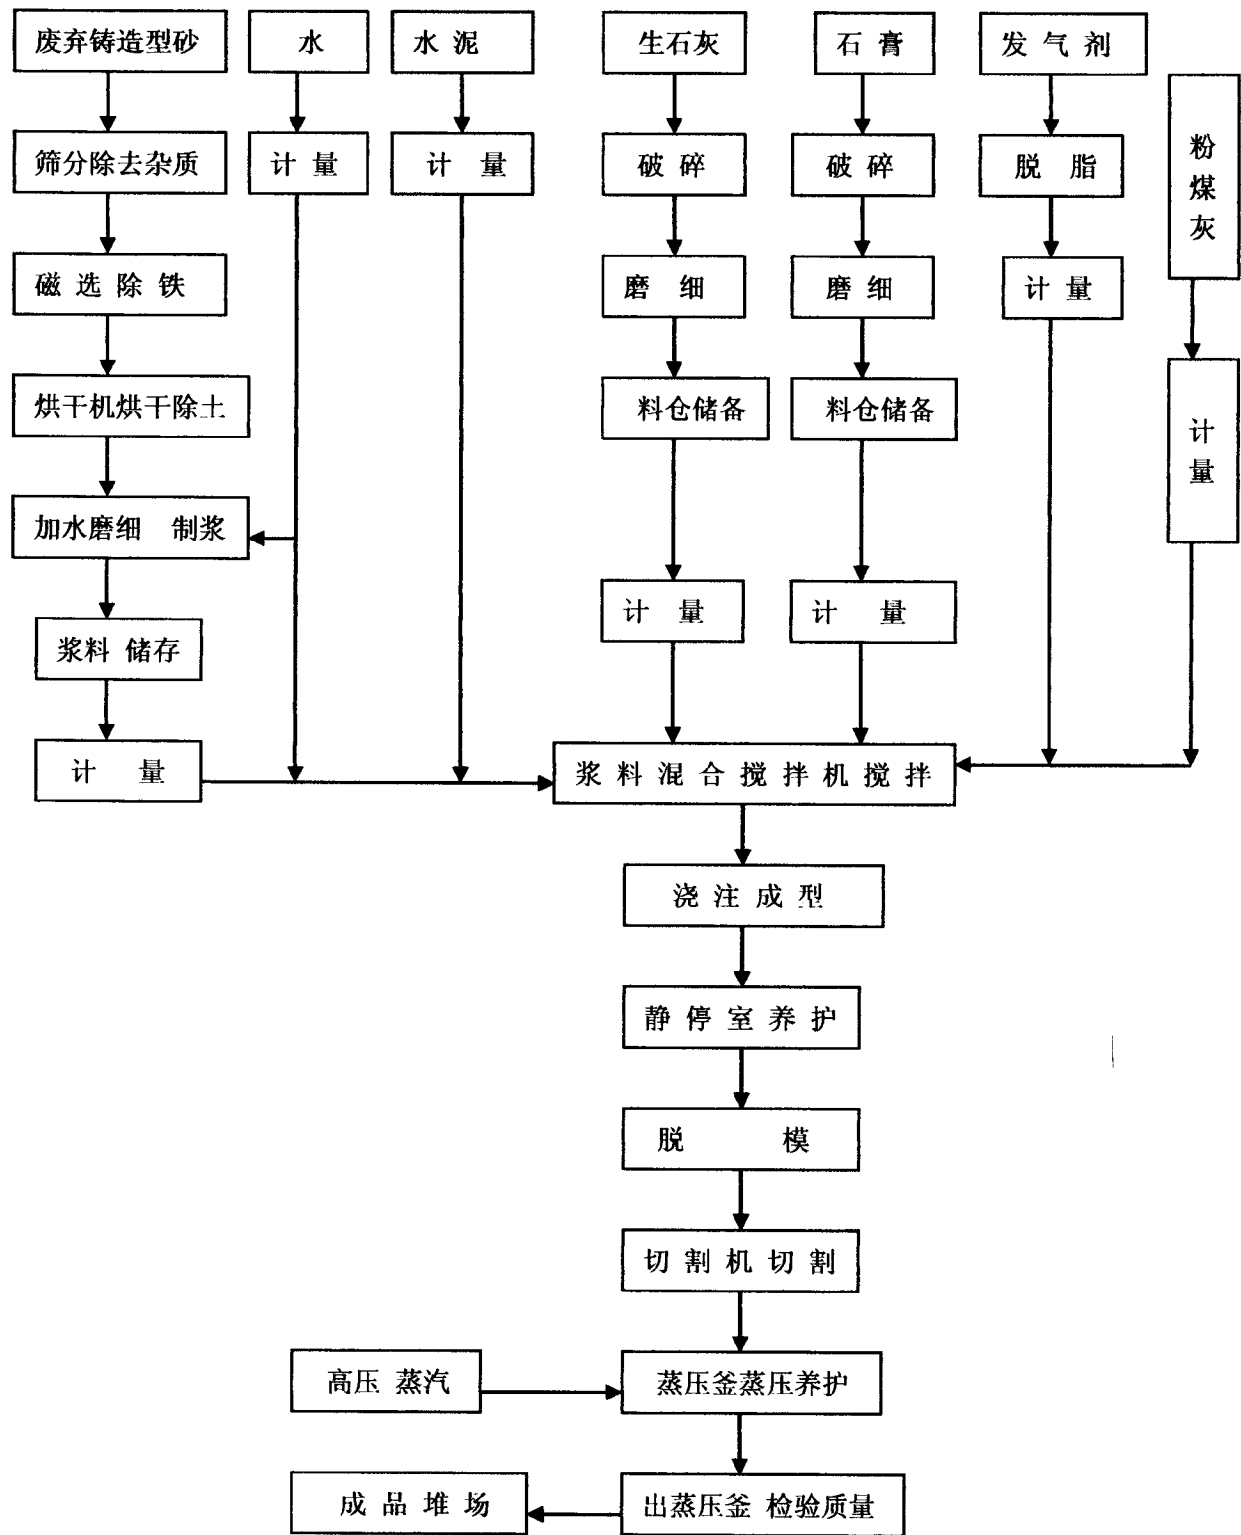 废弃铸造型砂
水
水 泥
生石灰
石 膏
发 气 剂
粉煤灰
筛分除去杂质
计 量
计 量
破 碎
破 碎
脱 脂
磁 选 除 铁
磨 细
磨 细
计 量
烘干机烘干除土
料仓储备
料仓储备
计量
加水磨细 制浆
浆料 储存
计 量
计 量
计 量
浆 料 混 合 搅 拌 机 搅 拌
浇 注 成 型
静 停 室 养 护
脱 模
切 割 机 切 割
高压 蒸汽
蒸压釜蒸压养护
成 品 堆 场
出蒸压釜 检验质量